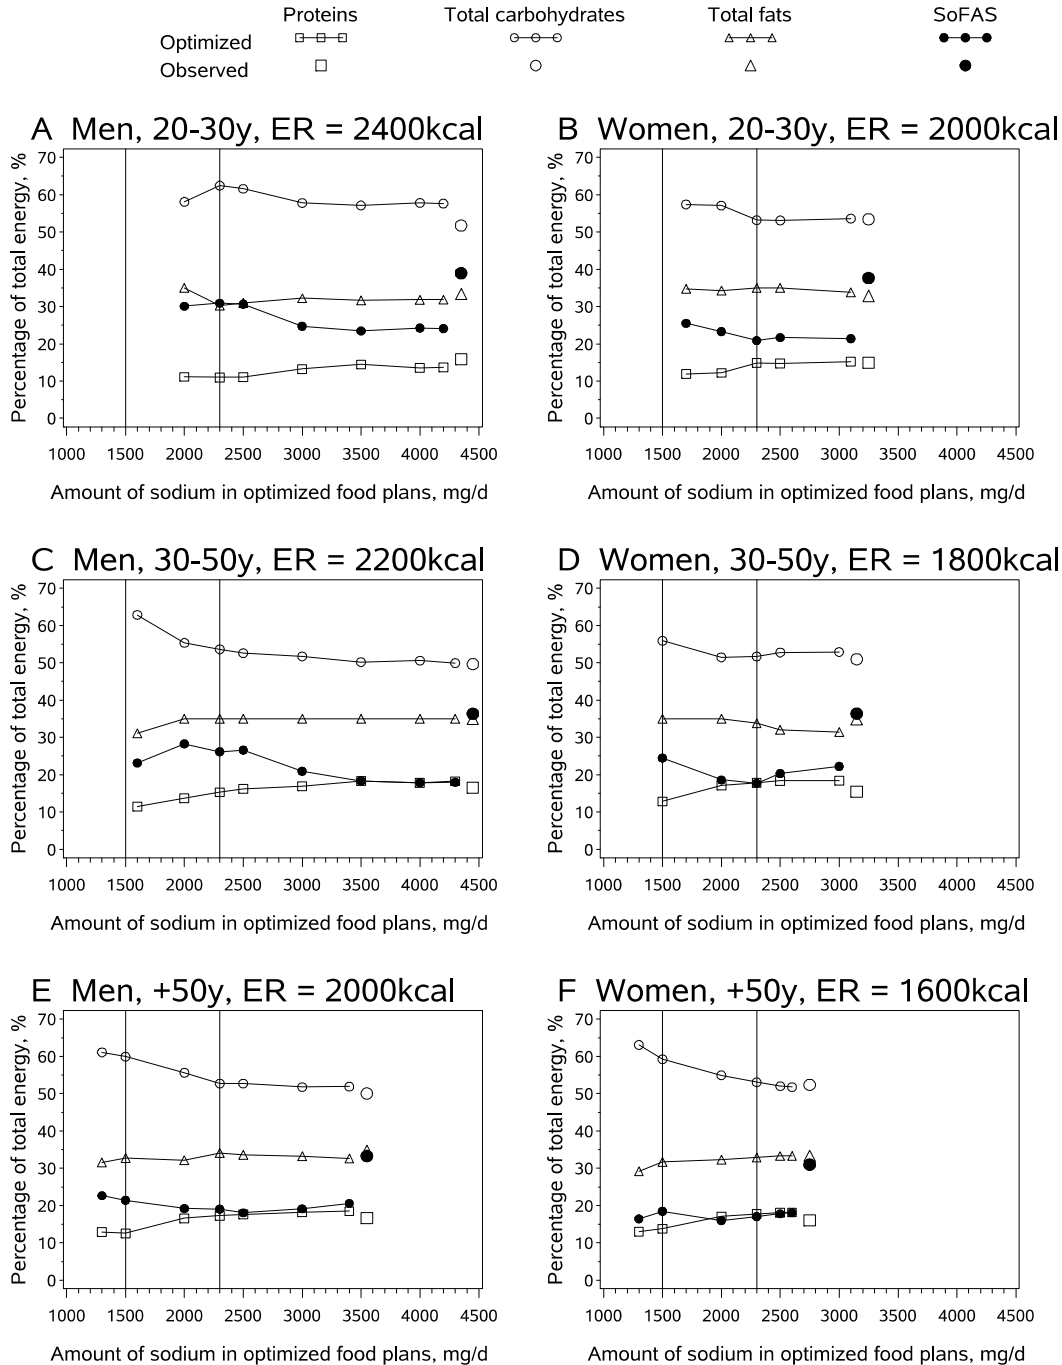 Proteins Total carbohydrates Total fats SoFAS
Optimized
Observed
A Men, 20-30y, ER = 2400kcal
Percentage of total energy, %
70
60
50
40
30
20
10
0
1000 1500 2000 2500 3000 3500 4000 4500
Amount of sodium in optimized food plans, mg/d
B Women, 20-30y, ER = 2000kcal
Percentage of total energy, %
70
60
50
40
30
20
10
0
1000 1500 2000 2500 3000 3500 4000 4500
Amount of sodium in optimized food plans, mg/d
C Men, 30-50y, ER = 2200kcal
Percentage of total energy, %
70
60
50
40
30
20
10
0
1000 1500 2000 2500 3000 3500 4000 4500
Amount of sodium in optimized food plans, mg/d
D Women, 30-50y, ER = 1800kcal
Percentage of total energy, %
70
60
50
40
30
20
10
0
1000 1500 2000 2500 3000 3500 4000 4500
Amount of sodium in optimized food plans, mg/d
E Men, +50y, ER = 2000kcal
Percentage of total energy, %
70
60
50
40
30
20
10
0
1000 1500 2000 2500 3000 3500 4000 4500
Amount of sodium in optimized food plans, mg/d
F Women, +50y, ER = 1600kcal
Percentage of total energy, %
70
60
50
40
30
20
10
0
1000 1500 2000 2500 3000 3500 4000 4500
Amount of sodium in optimized food plans, mg/d